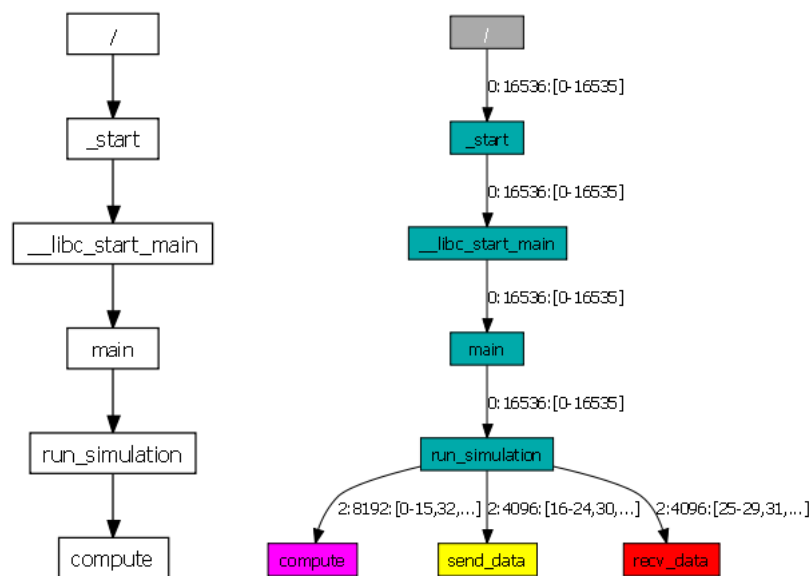 /
_start
__libc_start_main
main
run_simulation
compute
/
0:16536:[0-16535]
_start
0:16536:[0-16535]
__libc_start_main
0:16536:[0-16535]
main
0:16536:[0-16535]
run_simulation
2:8192:[0-15,32,...]
2:4096:[16-24,30,...]
2:4096:[25-29,31,...]
compute
send_data
recv_data